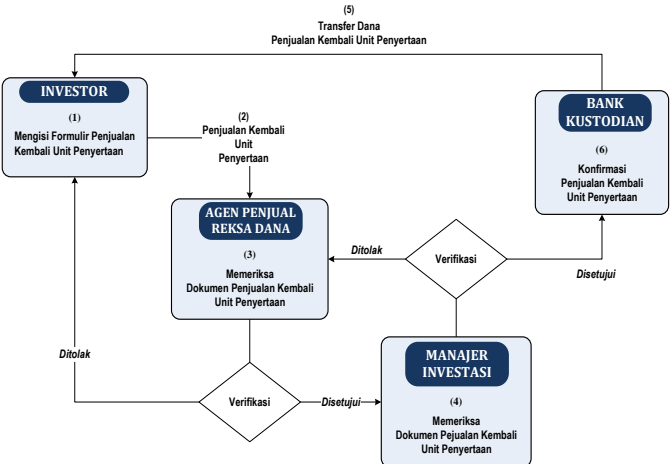 (5)
Transfer Dana
Penjualan Kembali Unit Penyertaan
INVESTOR
(1)
Mengisi Formulir Penjualan
Kembali Unit Penyertaan
(2)
Penjualan Kembali
Unit
Penyertaan
BANK
KUSTODIAN
(6)
Konfirmasi
Penjualan Kembali
Unit Penyertaan
AGEN PENJUAL
REKSA DANA
(3)
Memeriksa
Dokumen Penjualan Kembali
Unit Penyertaan
Ditolak
Verifikasi
Disetujui
Ditolak
Verifikasi
Disetujui
MANAJER
INVESTASI
(4)
Memeriksa
Dokumen Pejualan Kembali
Unit Penyertaan